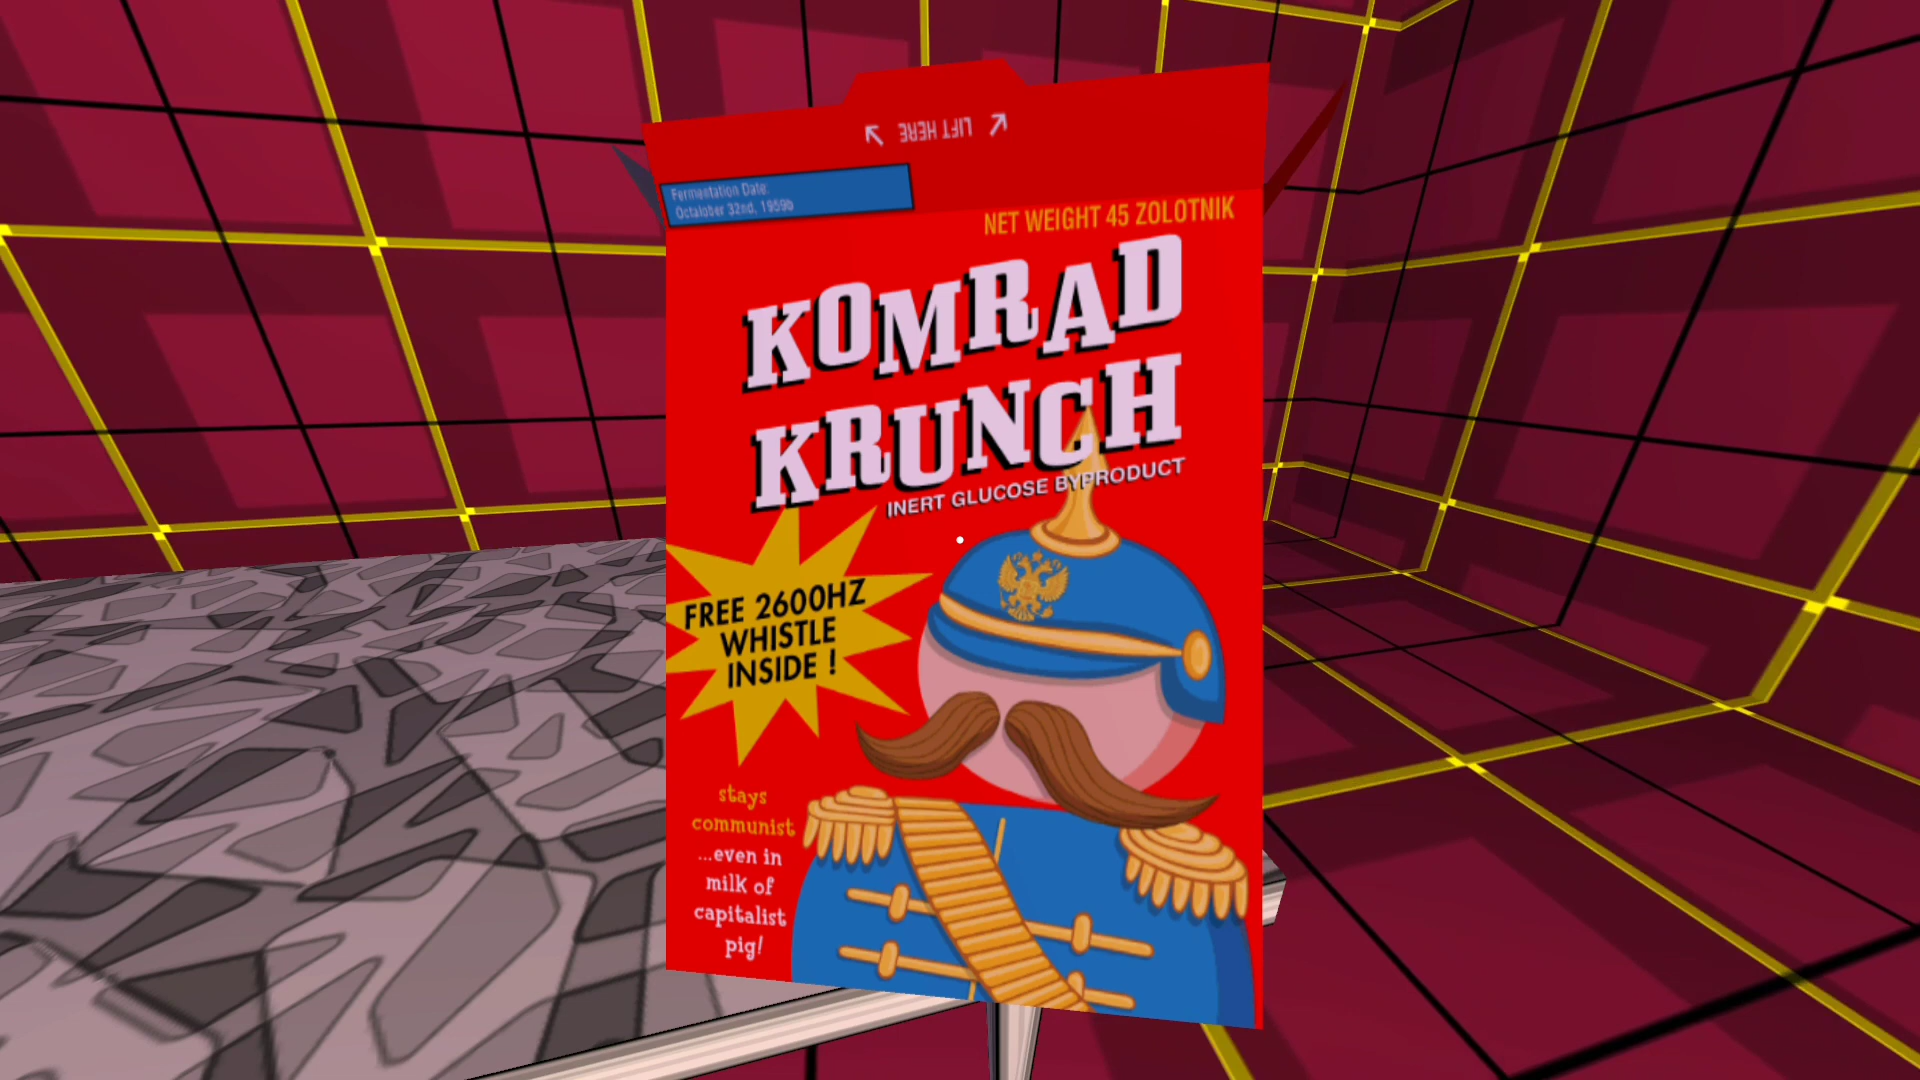 LIFT HERE
Fermentation Date:
Octalober 32nd, 1959b
NET WEIGHT 45 ZOLOTNIK
KOMRAD
KRUNCH
INERT GLUCOSE BYPRODUCT
FREE 2600HZ
WHISTLE
INSIDE !
stays
communist
...even in
milk of
capitalist
pig!